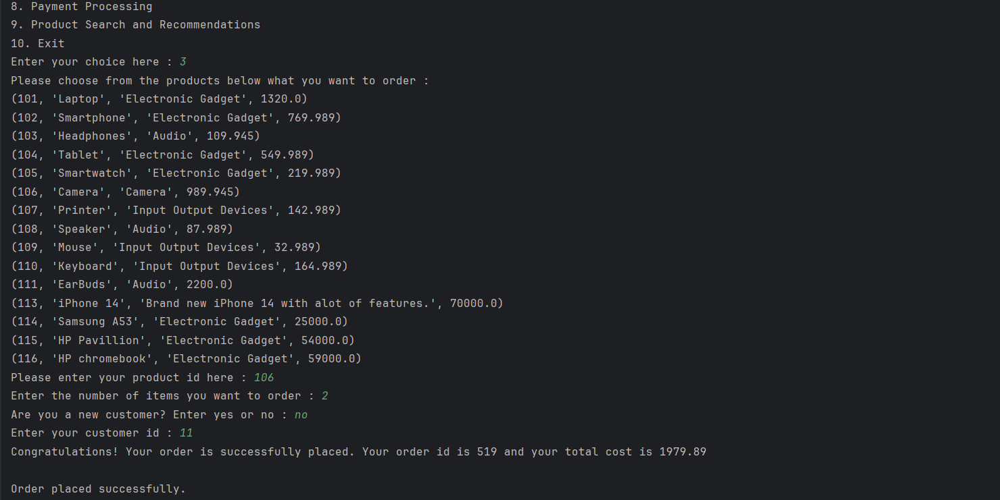 8. Payment Processing
9. Product Search and Recommendations
10. Exit
Enter your choice here : 3
Please choose from the products below what you want to order :
(101, 'Laptop', 'Electronic Gadget', 1320.0)
(102, 'Smartphone', 'Electronic Gadget', 769.989)
(103, 'Headphones', 'Audio', 109.945)
(104, 'Tablet', 'Electronic Gadget', 549.989)
(105, 'Smartwatch', 'Electronic Gadget', 219.989)
(106, 'Camera', 'Camera', 989.945)
(107, 'Printer', 'Input Output Devices', 142.989)
(108, 'Speaker', 'Audio', 87.989)
(109, 'Mouse', 'Input Output Devices', 32.989)
(110, 'Keyboard', 'Input Output Devices', 164.989)
(111, 'EarBuds', 'Audio', 2200.0)
(113, 'iPhone 14', 'Brand new iPhone 14 with alot of features.', 70000.0)
(114, 'Samsung A53', 'Electronic Gadget', 25000.0)
(115, 'HP Pavillion', 'Electronic Gadget', 54000.0)
(116, 'HP chromebook', 'Electronic Gadget', 59000.0)
Please enter your product id here : 106
Enter the number of items you want to order : 2
Are you a new customer? Enter yes or no : no
Enter your customer id : 11
Congratulations! Your order is successfully placed. Your order id is 519 and your total cost is 1979.89
Order placed successfully.